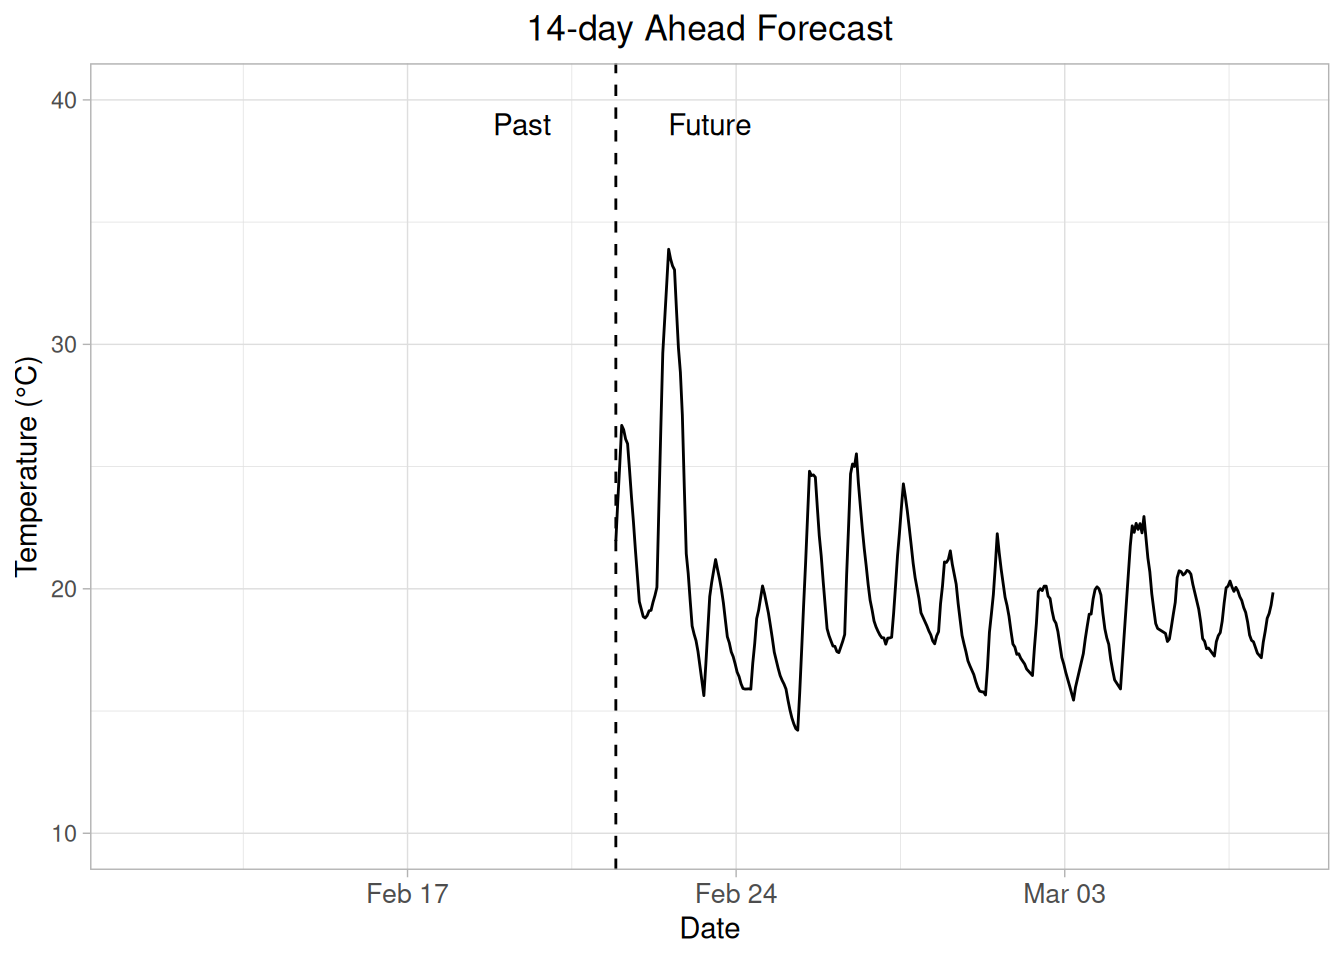 14-day Ahead Forecast
40
Past
Future
30
20
10
Temperature (°C)
Feb 17
Feb 24
Mar 03
Date